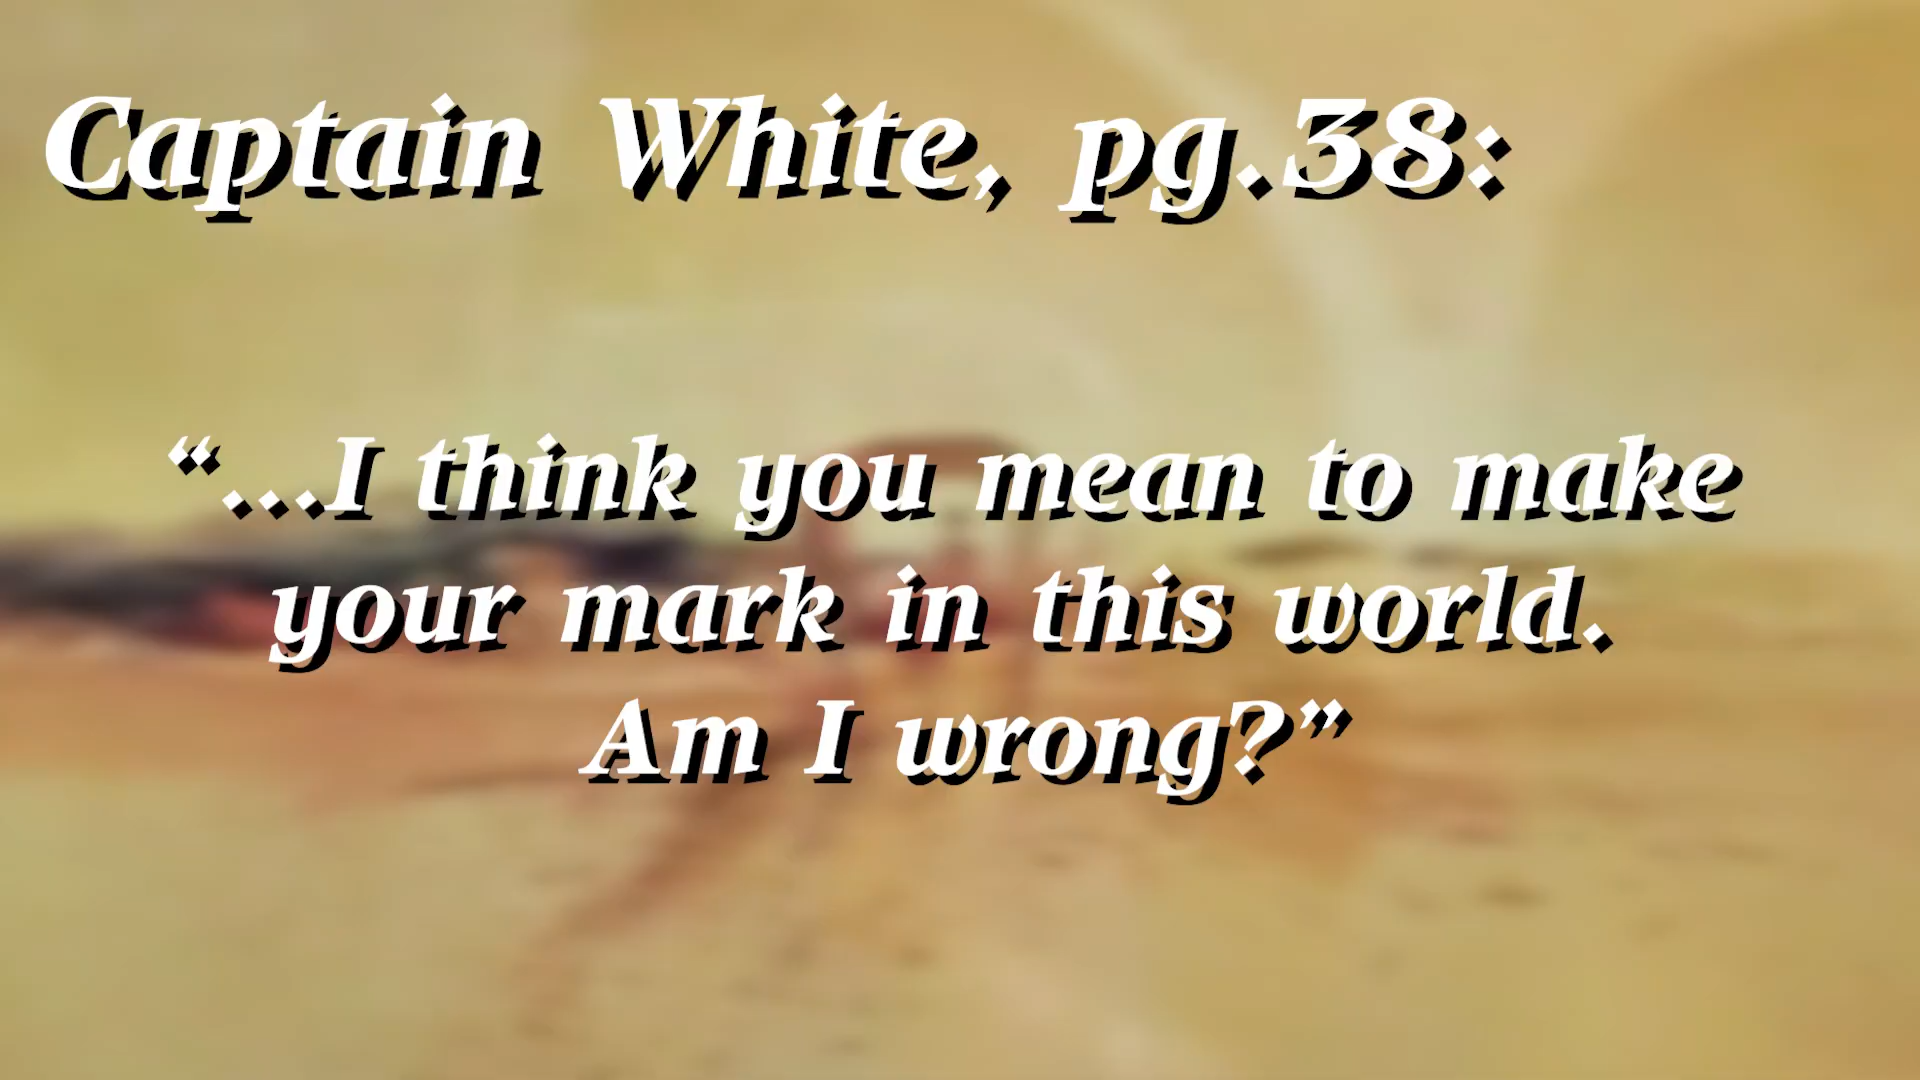 Captain White, pg.38:
“...I think you mean to make
your mark in this world.
Am I wrong?”